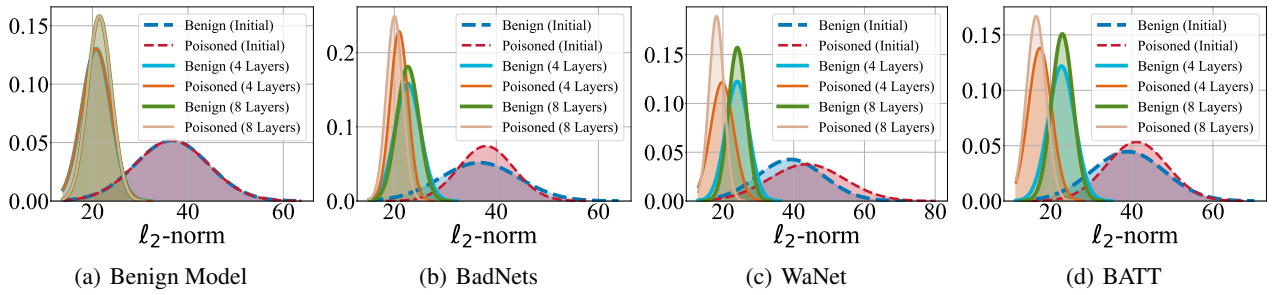 0.15
0.10
0.05
0.00
20
40
60
Benign (Initial)
Poisoned (Initial)
Benign (4 Layers)
Poisoned (4 Layers)
Benign (8 Layers)
Poisoned (8 Layers)
ℓ2-norm
(a) Benign Model
0.2
0.1
0.0
20
40
60
Benign (Initial)
Poisoned (Initial)
Benign (4 Layers)
Poisoned (4 Layers)
Benign (8 Layers)
Poisoned (8 Layers)
ℓ2-norm
(b) BadNets
0.15
0.10
0.05
0.00
20
40
60
80
Benign (Initial)
Poisoned (Initial)
Benign (4 Layers)
Poisoned (4 Layers)
Benign (8 Layers)
Poisoned (8 Layers)
ℓ2-norm
(c) WaNet
0.15
0.10
0.05
0.00
20
40
60
Benign (Initial)
Poisoned (Initial)
Benign (4 Layers)
Poisoned (4 Layers)
Benign (8 Layers)
Poisoned (8 Layers)
ℓ2-norm
(d) BATT